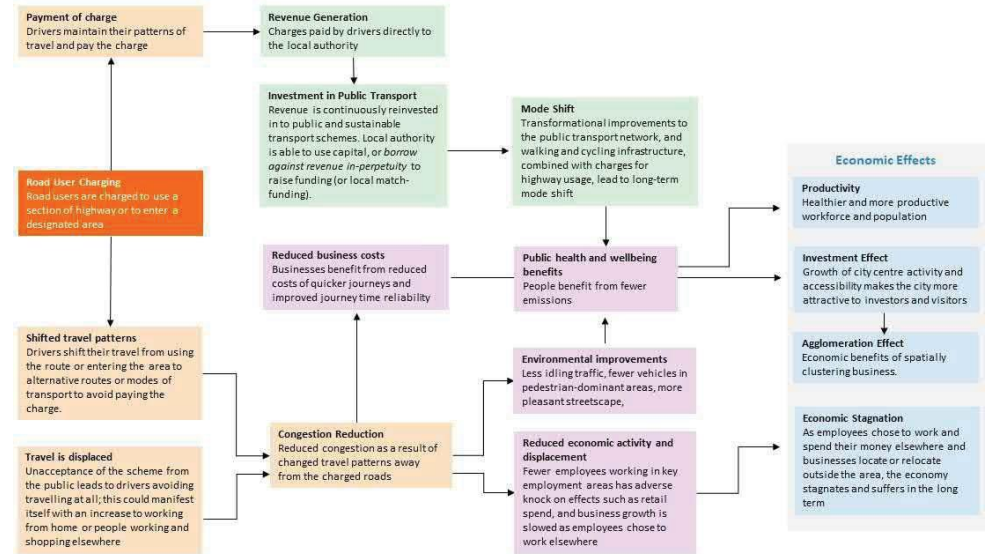 Payment of charge
Drivers maintain their patterns of
travel and pay the charge
Revenue Generation
Charges paid by drivers directly to
the local authority
Investment in Public Transport
Revenue is continuously reinvested
in to public and sustainable
transport schemes. Local authority
is able to use capital, or borrow
against revenue in-perpetuity to
raise funding (or local match-
funding).
Mode Shift
Transformational improvements to
the public transport network, and
walking and cycling infrastructure,
combined with charges for
highway usage, lead to long-term
mode shift
Road User Charging
Road users are charged to use a
section of highway or to enter a
designated area
Reduced business costs
Businesses benefit from reduced
costs of quicker journeys and
improved journey time reliability
Public health and wellbeing
benefits
People benefit from fewer
emissions
Shifted travel patterns
Drivers shift their travel from using
the route or entering the area to
alternative routes or modes of
transport to avoid paying the
charge.
Environmental improvements
Less idling traffic, fewer vehicles in
pedestrian-dominant areas, more
pleasant streetscape,
Congestion Reduction
Reduced congestion as a result of
changed travel patterns away
from the charged roads
Travel is displaced
Unacceptance of the scheme from
the public leads to drivers avoiding
travelling at all; this could manifest
itself with an increase to working
from home or people working and
shopping elsewhere
Reduced economic activity and
displacement
Fewer employees working in key
employment areas has adverse
knock on effects such as retail
spend, and business growth is
slowed as employees chose to
work elsewhere
Economic Effects
Productivity
Healthier and more productive
workforce and population
Investment Effect
Growth of city centre activity and
accessibility makes the city more
attractive to investors and visitors
Agglomeration Effect
Economic benefits of spatially
clustering business.
Economic Stagnation
As employees chose to work and
spend their money elsewhere and
businesses locate or relocate
outside the area, the economy
stagnates and suffers in the long
term